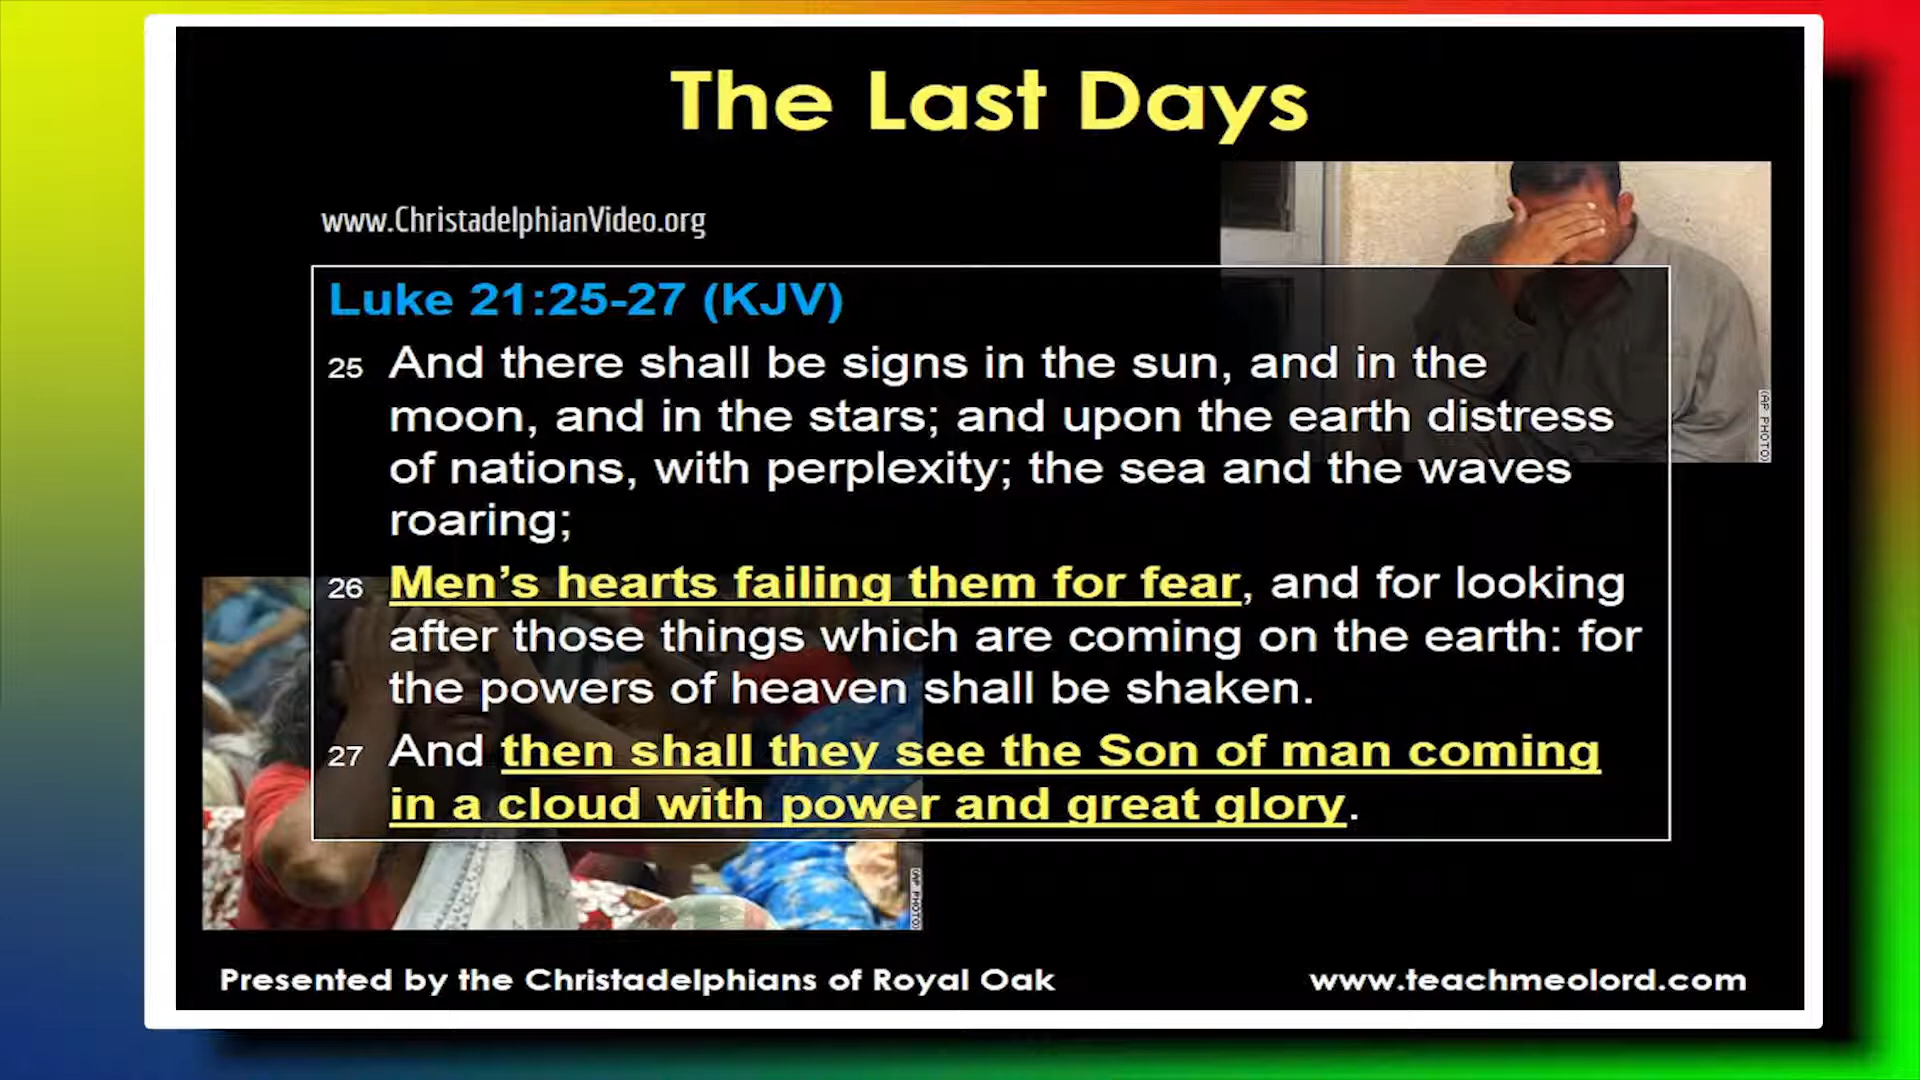 The Last Days
www.ChristadelphianVideo.org
Luke 21:25-27 (KJV)
25 And there shall be signs in the sun, and in the
moon, and in the stars; and upon the earth distress
of nations, with perplexity; the sea and the waves
roaring;
26 Men’s hearts failing them for fear, and for looking
after those things which are coming on the earth: for
the powers of heaven shall be shaken.
27 And then shall they see the Son of man coming
in a cloud with power and great glory.
(AP PHOTO)
(AP PHOTO)
Presented by the Christadelphians of Royal Oak
www.teachmeolord.com